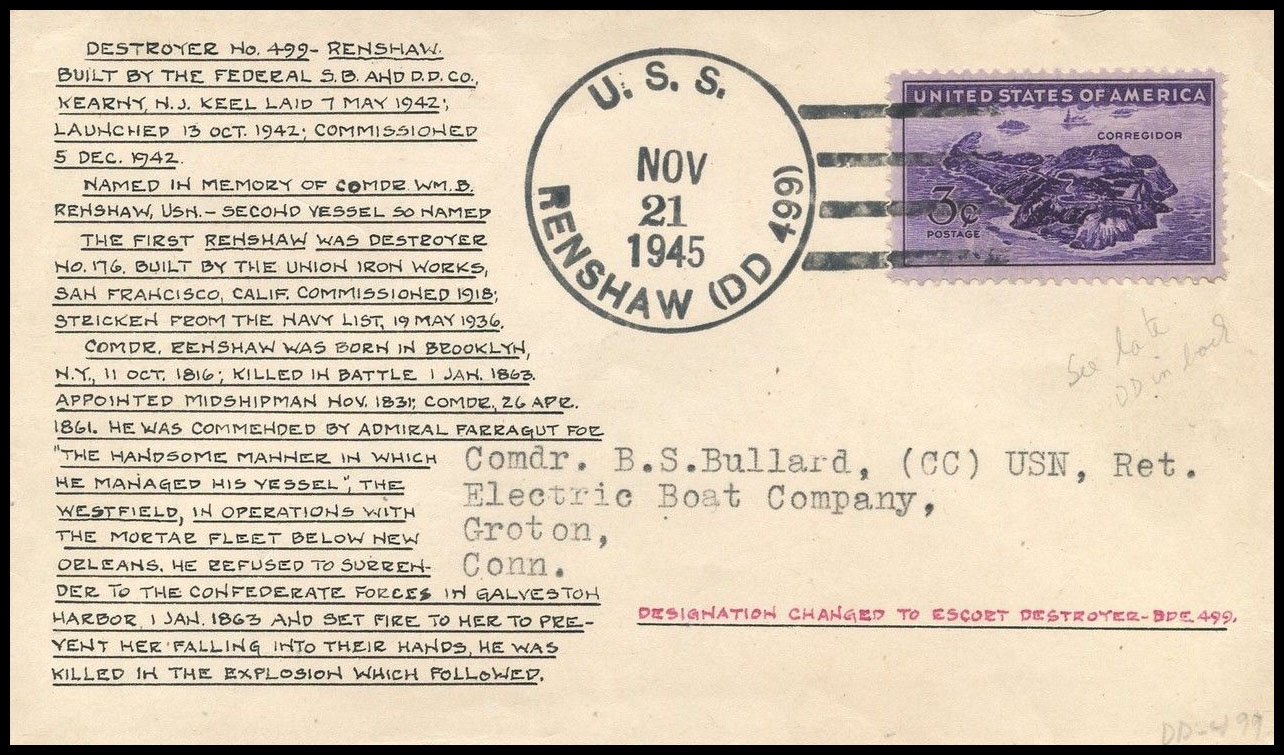 DESTROYER No. 499- RENSHAW.
BUILT BY THE FEDERAL S.B. AND D.D. CO.,
KEARNY, N.J. KEEL LAID 7 MAY 1942;
LAUNCHED 13 OCT. 1942; COMMISSIONED
5 DEC. 1942.
NAMED IN MEMORY OF COMDR. WM. B.
RENSHAW, USN. - SECOND VESSEL SO NAMED
THE FIRST RENSHAW WAS DESTROYER
NO. 176. BUILT BY THE UNION IRON WORKS,
SAN FRANCISCO, CALIF. COMMISSIONED 1918;
STRICKEN FROM THE NAVY LIST, 19 MAY 1936.
COMDR. RENSHAW WAS BORN IN BROOKLYN,
N.Y., 11 OCT. 1816; KILLED IN BATTLE 1 JAN. 1863.
APPOINTED MIDSHIPMAN NOV. 1831; COMDR., 26 APR.
1861. HE WAS COMMENDED BY ADMIRAL FARRAGUT FOR
"THE HANDSOME MANNER IN WHICH
HE MANAGED HIS VESSEL", THE
WESTFIELD, IN OPERATIONS WITH
THE MORTAR FLEET BELOW NEW
ORLEANS. HE REFUSED TO SURREN-
DER TO THE CONFEDERATE FORCES IN GALVESTON
HARBOR, 1 JAN. 1863 AND SET FIRE TO HER TO PRE-
VENT HER FALLING INTO THEIR HANDS, HE WAS
KILLED IN THE EXPLOSION WHICH FOLLOWED.
U. S. S.
NOV
21
1945
RENSHAW (DD 499)
UNITED STATES OF AMERICA
CORREGIDOR
3¢
POSTAGE
See late
DD in back
Comdr. B.S.Bullard, (CC) USN, Ret.
Electric Boat Company,
Groton,
Conn.
DESIGNATION CHANGED TO ESCORT DESTROYER-DDE 499.
DD-499